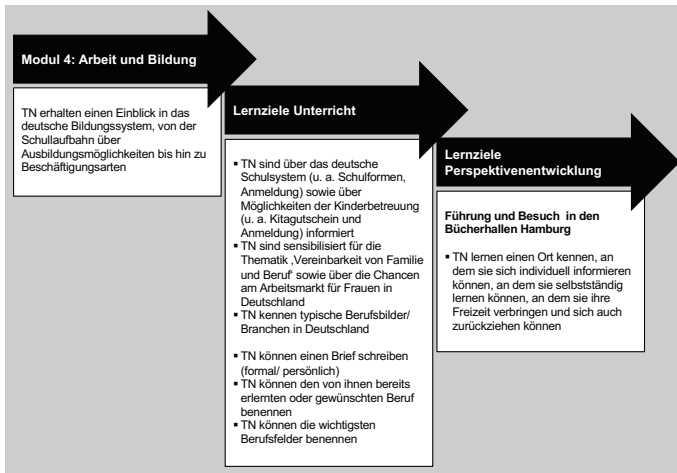 Modul 4: Arbeit und Bildung
TN erhalten einen Einblick in das
deutsche Bildungssystem, von der
Schullaufbahn über
Ausbildungsmöglichkeiten bis hin zu
Beschäftigungsarten
Lernziele Unterricht
▪ TN sind über das deutsche
Schulsystem (u. a. Schulformen,
Anmeldung) sowie über
Möglichkeiten der Kinderbetreuung
(u. a. Kitagutschein und
Anmeldung) informiert
▪ TN sind sensibilisiert für die
Thematik ‚Vereinbarkeit von Familie
und Beruf‘ sowie über die Chancen
am Arbeitsmarkt für Frauen in
Deutschland
▪ TN kennen typische Berufsbilder/
Branchen in Deutschland
▪ TN können einen Brief schreiben
(formal/ persönlich)
▪ TN können den von ihnen bereits
erlernten oder gewünschten Beruf
benennen
▪ TN können die wichtigsten
Berufsfelder benennen
Lernziele
Perspektivenentwicklung
Führung und Besuch in den
Bücherhallen Hamburg
▪ TN lernen einen Ort kennen, an
dem sie sich individuell informieren
können, an dem sie selbstständig
lernen können, an dem sie ihre
Freizeit verbringen und sich auch
zurückziehen können